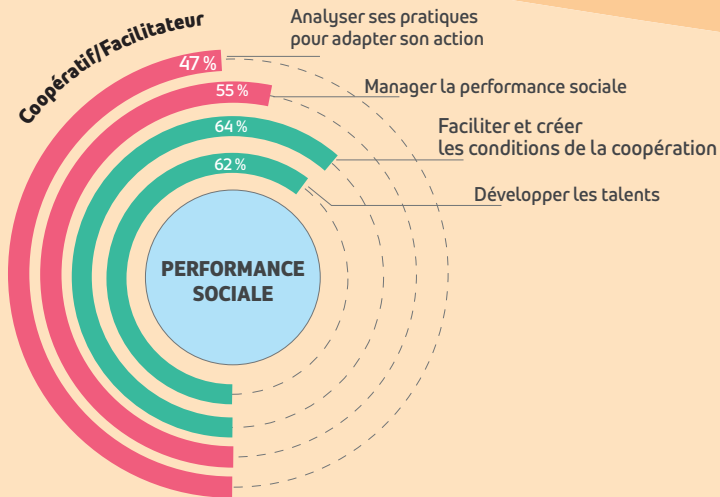 Coopératif/Facilitateur
47 %
Analyser ses pratiques
pour adapter son action
55 %
Manager la performance sociale
64 %
Faciliter et créer
les conditions de la coopération
62 %
Développer les talents
PERFORMANCE
SOCIALE